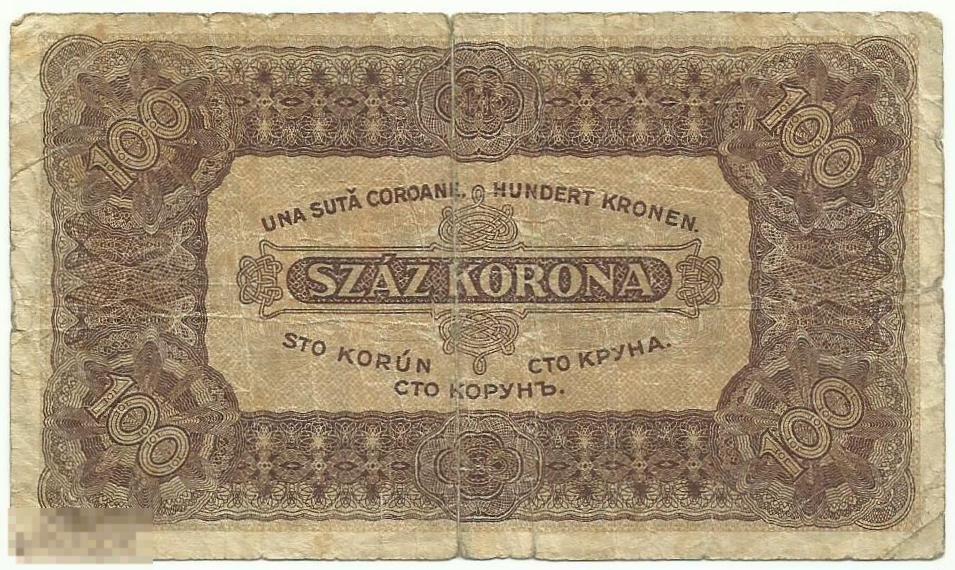 100 100
UNA SUTĂ COROANE. HUNDERT KRONEN.
SZÁZ KORONA
STO KORÚN СТО КРУНА.
СТО КОРУНЪ.
100 100